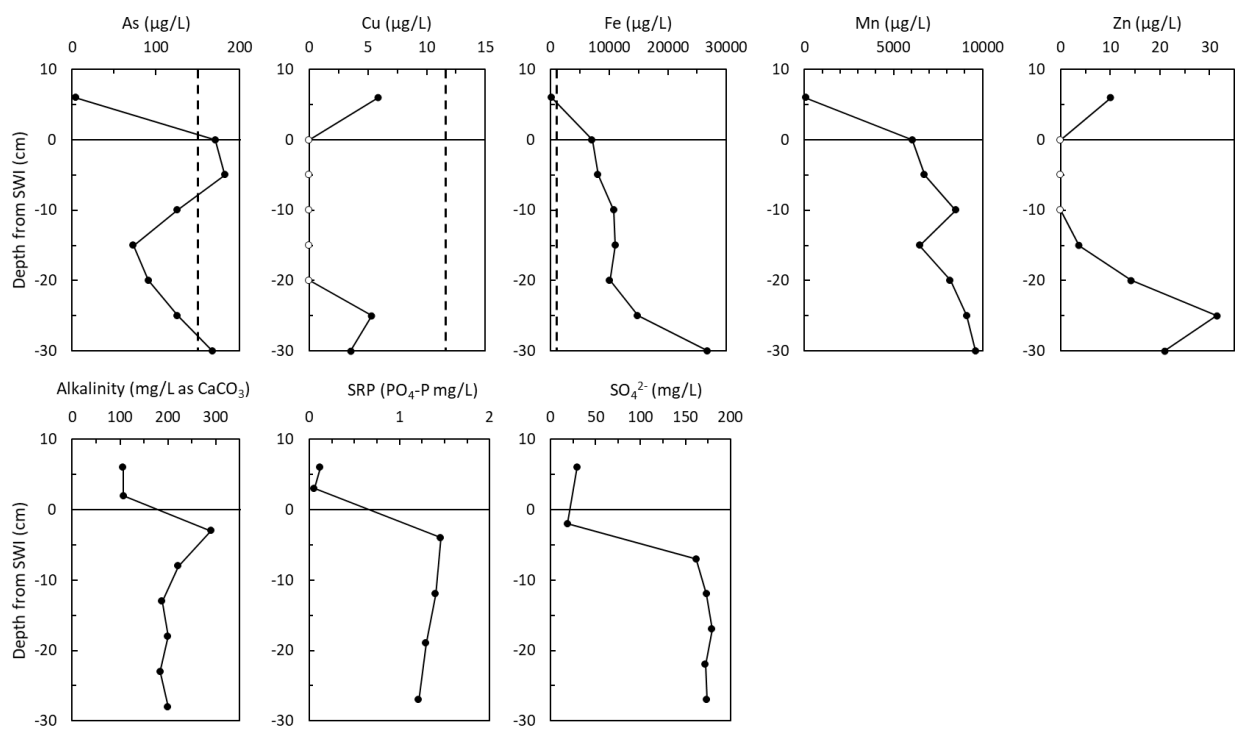 As (µg/L) Cu (µg/L) Fe (µg/L) Mn (µg/L) Zn (µg/L)
0 100 200 0 5 10 15 0 10000 20000 30000 0 5000 10000 0 10 20 30
10 10 10 10 10
0 0 0 0 0
-10 -10 -10 -10 -10
-20 -20 -20 -20 -20
-30 -30 -30 -30 -30
Depth from SWI (cm)
Alkalinity (mg/L as CaCO₃) SRP (PO₄-P mg/L) SO₄²⁻ (mg/L)
0 100 200 300 0 1 2 0 50 100 150 200
10 10 10
0 0 0
-10 -10 -10
-20 -20 -20
-30 -30 -30
Depth from SWI (cm)